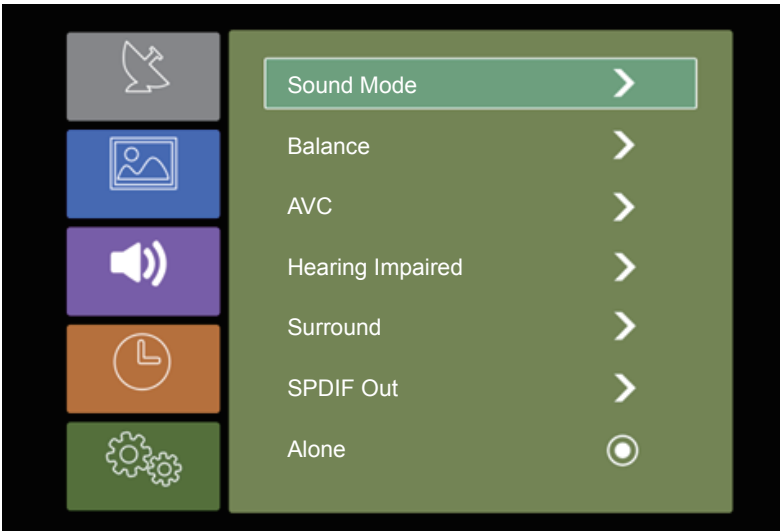 Sound Mode
Balance
AVC
Hearing Impaired
Surround
SPDIF Out
Alone